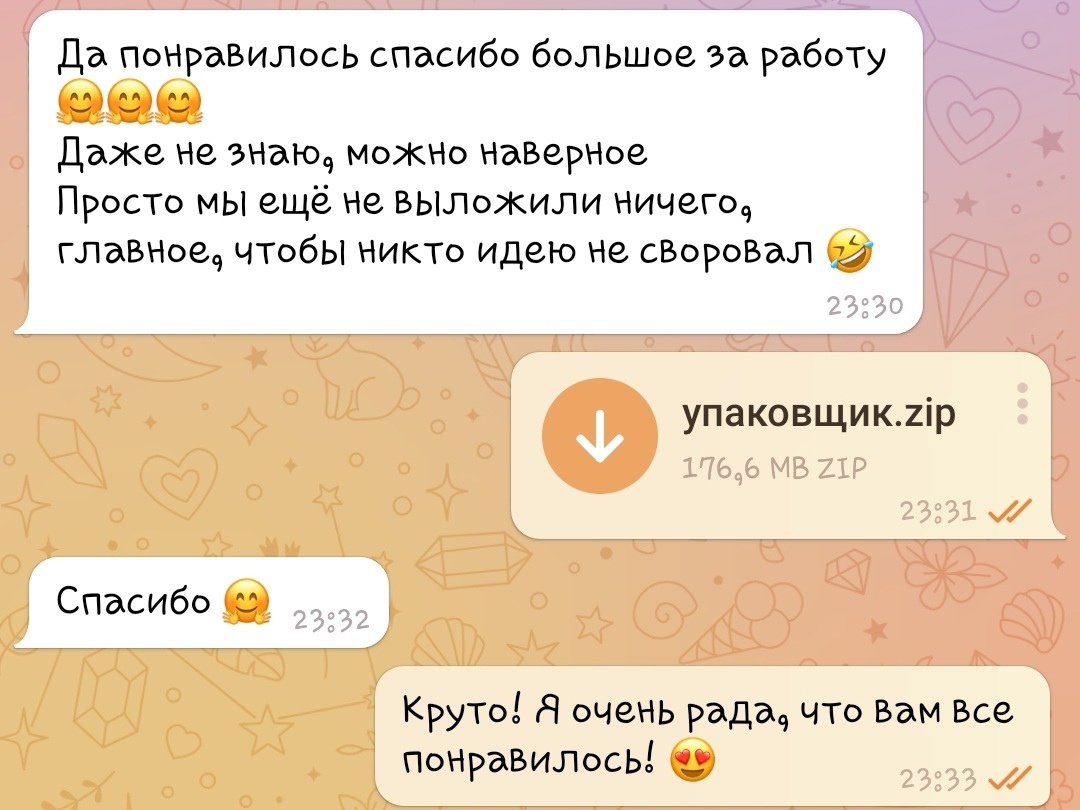 Да понравилось спасибо большое за работу
🤗🤗🤗
Даже не знаю, можно наверное
Просто мы ещё не выложили ничего,
главное, чтобы никто идею не своровал 🤣
23:30
упаковщик.zip
176,6 MB ZIP
23:31
Спасибо 🤗 23:32
Круто! Я очень рада, что вам все
понравилось! 😍
23:33